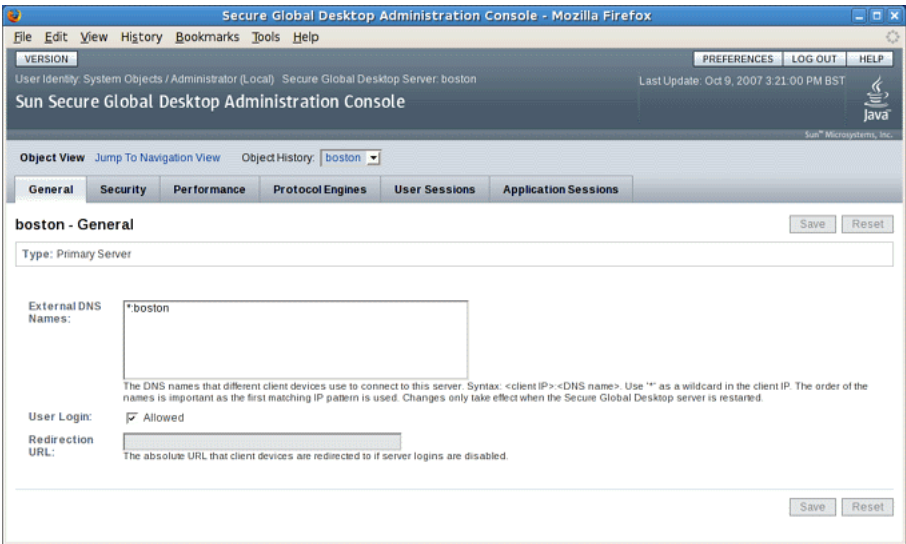 Secure Global Desktop Administration Console - Mozilla Firefox
File Edit View History Bookmarks Tools Help
VERSION PREFERENCES LOG OUT HELP
User Identity: System Objects / Administrator (Local) Secure Global Desktop Server: boston Last Update: Oct 9, 2007 3:21:00 PM BST
Sun Secure Global Desktop Administration Console
Java
Sun™ Microsystems, Inc.
Object View Jump To Navigation View Object History: boston
General Security Performance Protocol Engines User Sessions Application Sessions
boston - General Save Reset
Type: Primary Server
External DNS Names:
*:boston
The DNS names that different client devices use to connect to this server. Syntax: <client IP>:<DNS name>. Use '*' as a wildcard in the client IP. The order of the
names is important as the first matching IP pattern is used. Changes only take effect when the Secure Global Desktop server is restarted.
User Login: Allowed
Redirection
URL:
The absolute URL that client devices are redirected to if server logins are disabled.
Save Reset